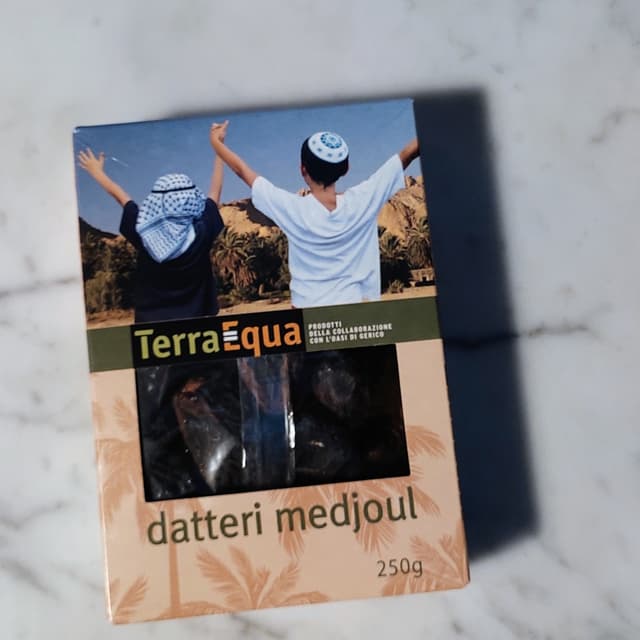 TerraEqua
PRODOTTI
DELLA COLLABORAZIONE
CON L'OASI DI GERICO
datteri medjoul
250g